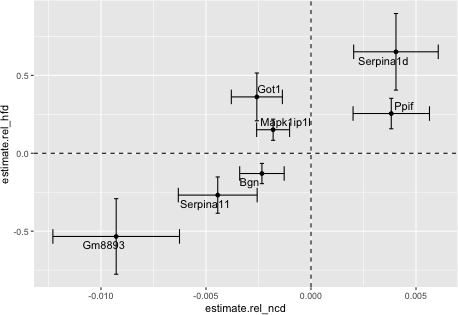 Serpina1d
0.5
Got1
Ppif
Mapk1ip1l
0.0
Bgn
Serpina11
-0.5
Gm8893
-0.010
-0.005
0.000
0.005
estimate.rel_ncd
estimate.rel_hfd